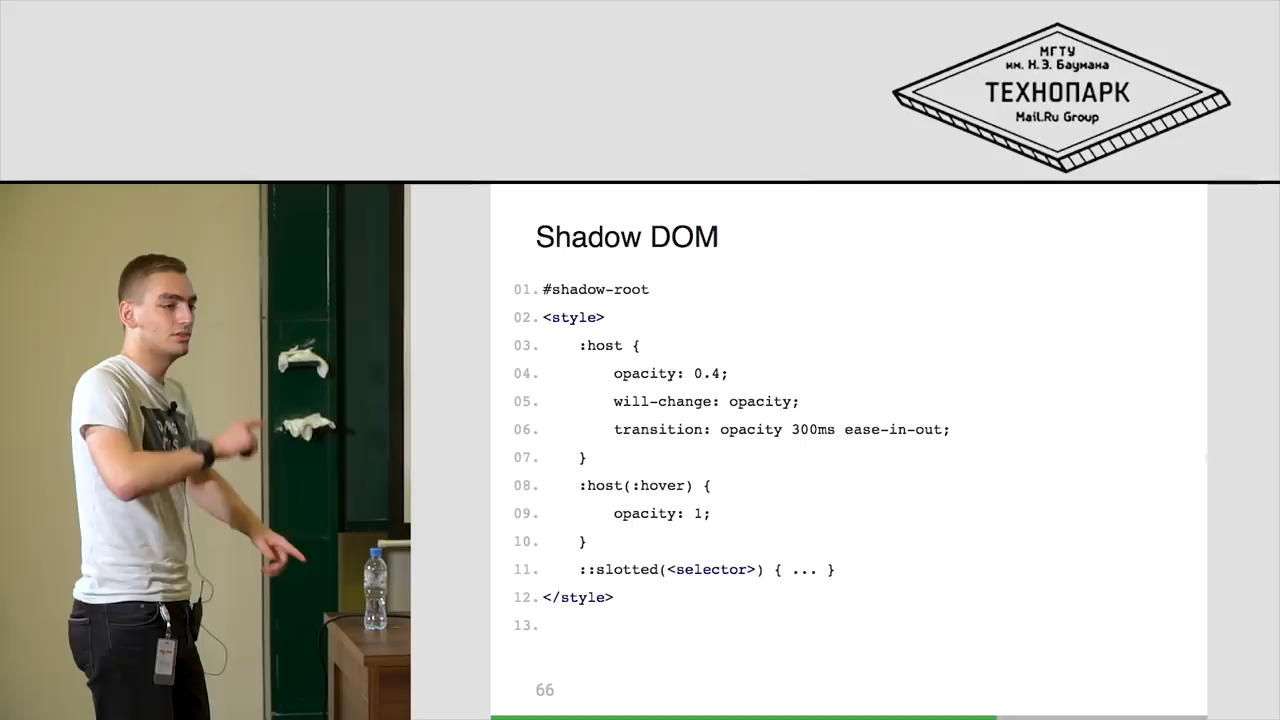 МГТУ
им. Н.Э. Баумана
ТЕХНОПАРК
Mail.Ru Group
Shadow DOM
01. #shadow-root
02. <style>
03. :host {
04. opacity: 0.4;
05. will-change: opacity;
06. transition: opacity 300ms ease-in-out;
07. }
08. :host(:hover) {
09. opacity: 1;
10. }
11. ::slotted(<selector>) { ... }
12. </style>
13.
66